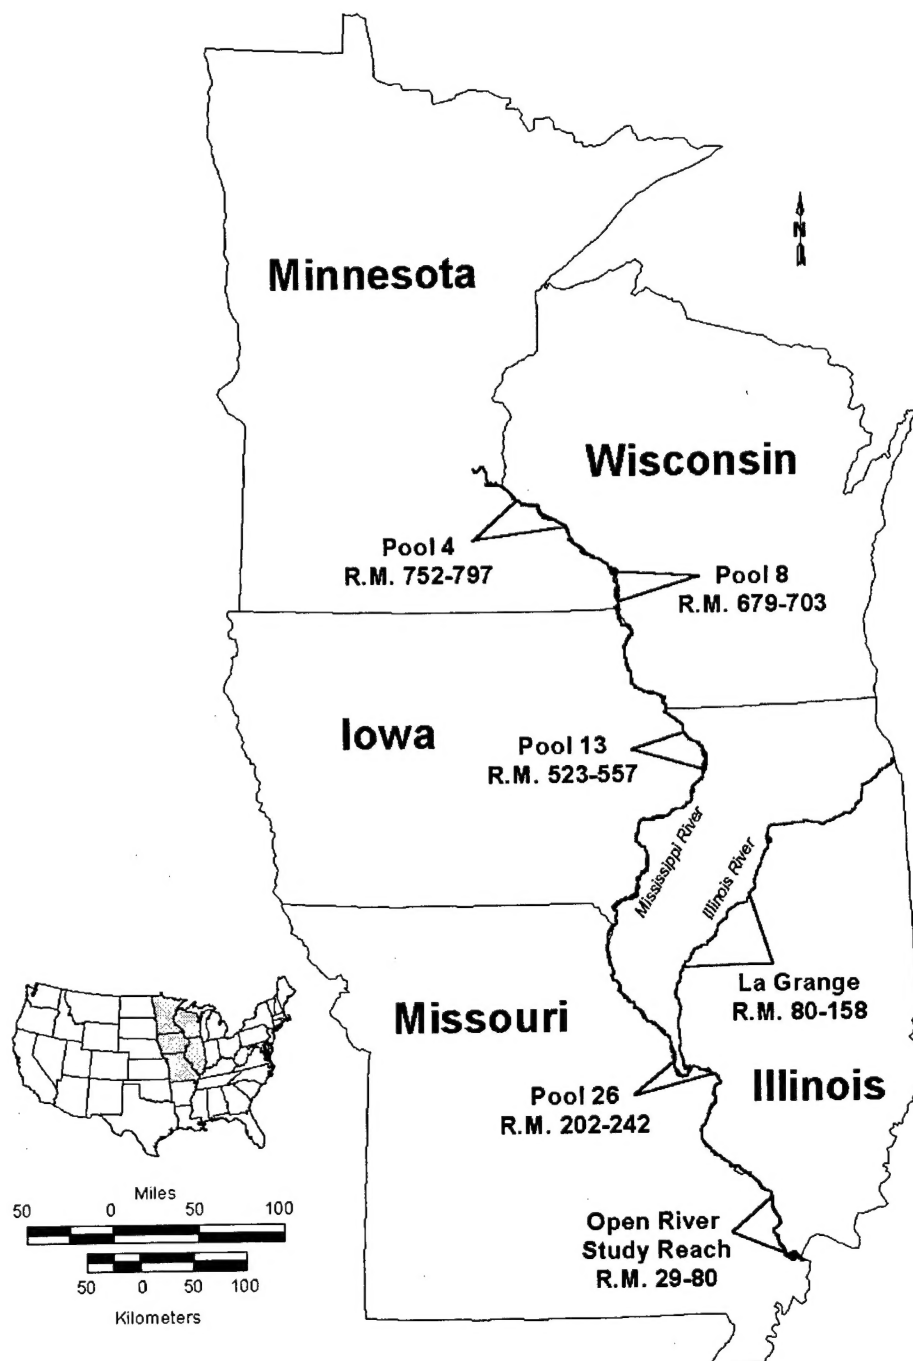 N
Minnesota
Wisconsin
Pool 4
R.M. 752-797
Pool 8
R.M. 679-703
Iowa
Pool 13
R.M. 523-557
Mississippi River
Illinois River
La Grange
R.M. 80-158
Missouri
Illinois
Pool 26
R.M. 202-242
Open River
Study Reach
R.M. 29-80
Miles
50 0 50 100
50 0 50 100
Kilometers